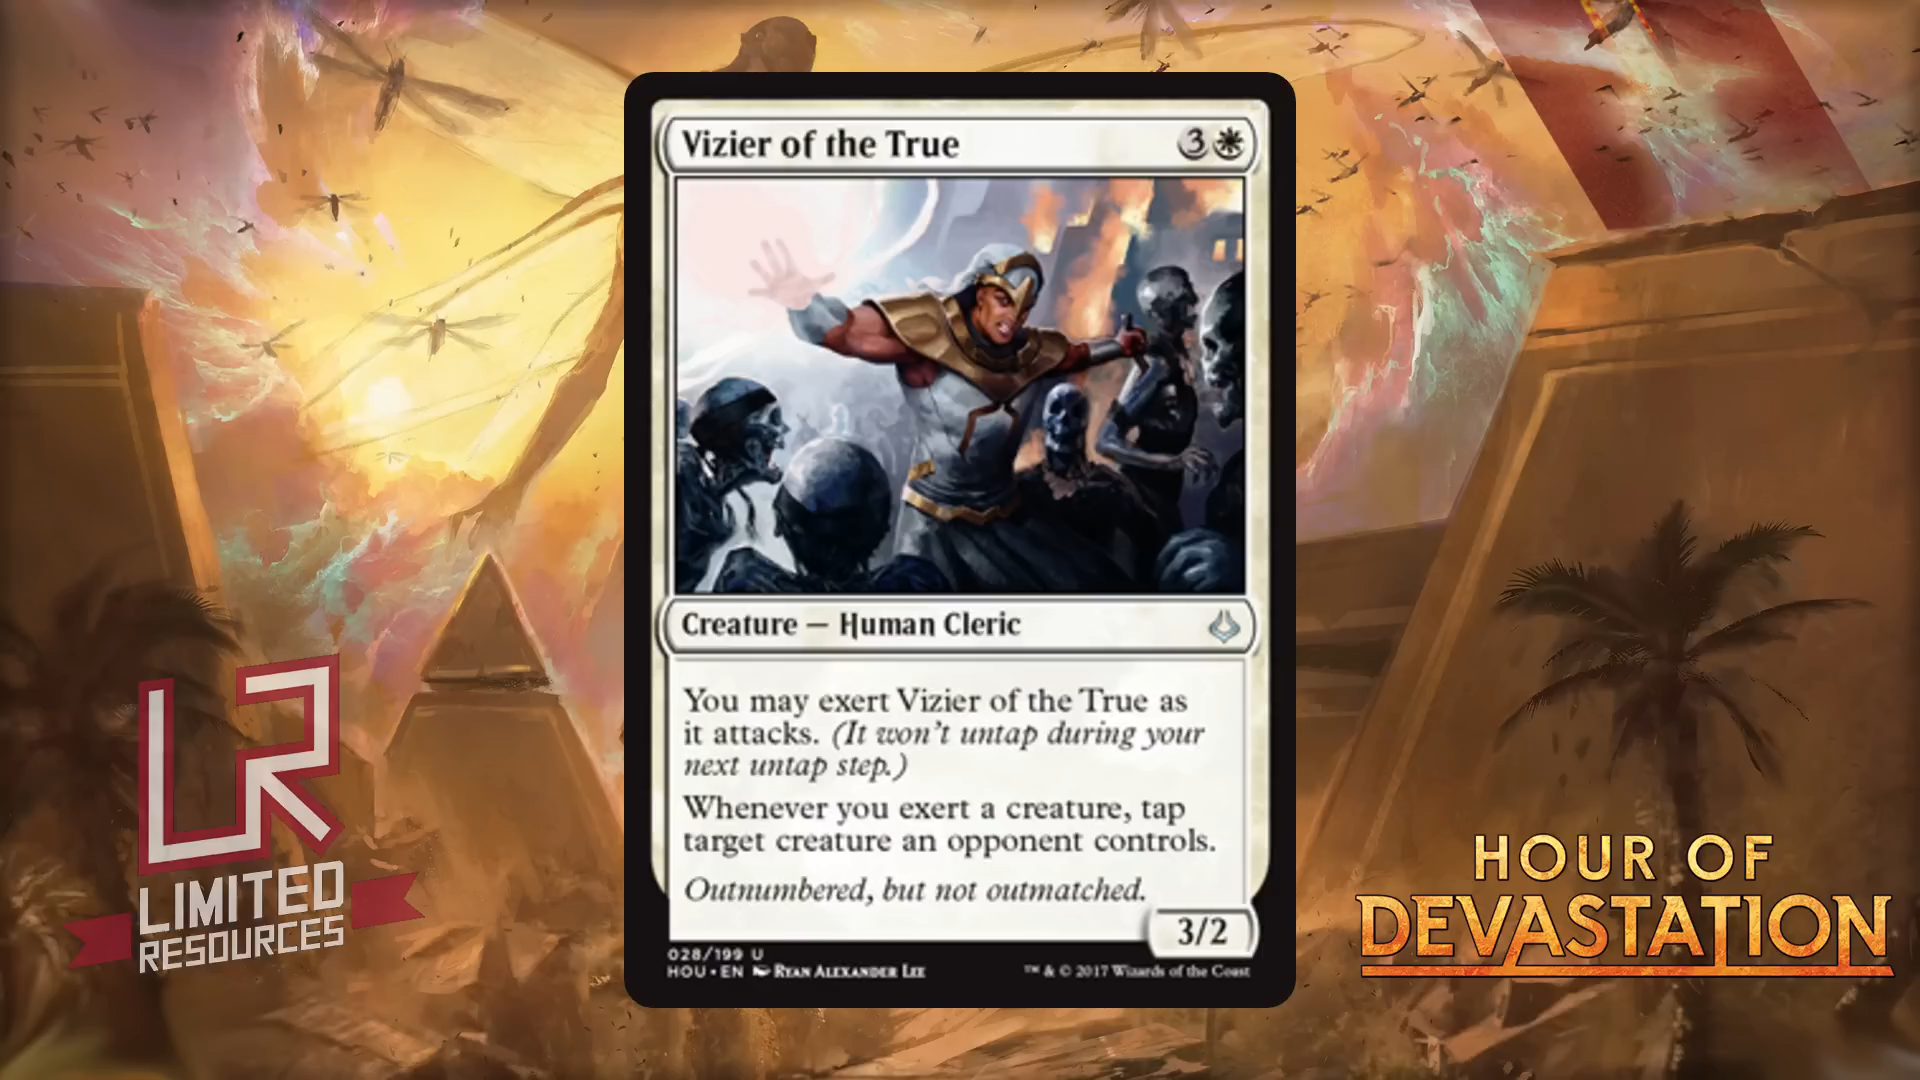 Vizier of the True
3
Creature — Human Cleric
You may exert Vizier of the True as
it attacks. (It won't untap during your
next untap step.)
Whenever you exert a creature, tap
target creature an opponent controls.
Outnumbered, but not outmatched.
3/2
028/199 U
HOU • EN Ryan Alexander Lee
™ & © 2017 Wizards of the Coast
LR
LIMITED
RESOURCES
HOUR OF
DEVASTATION